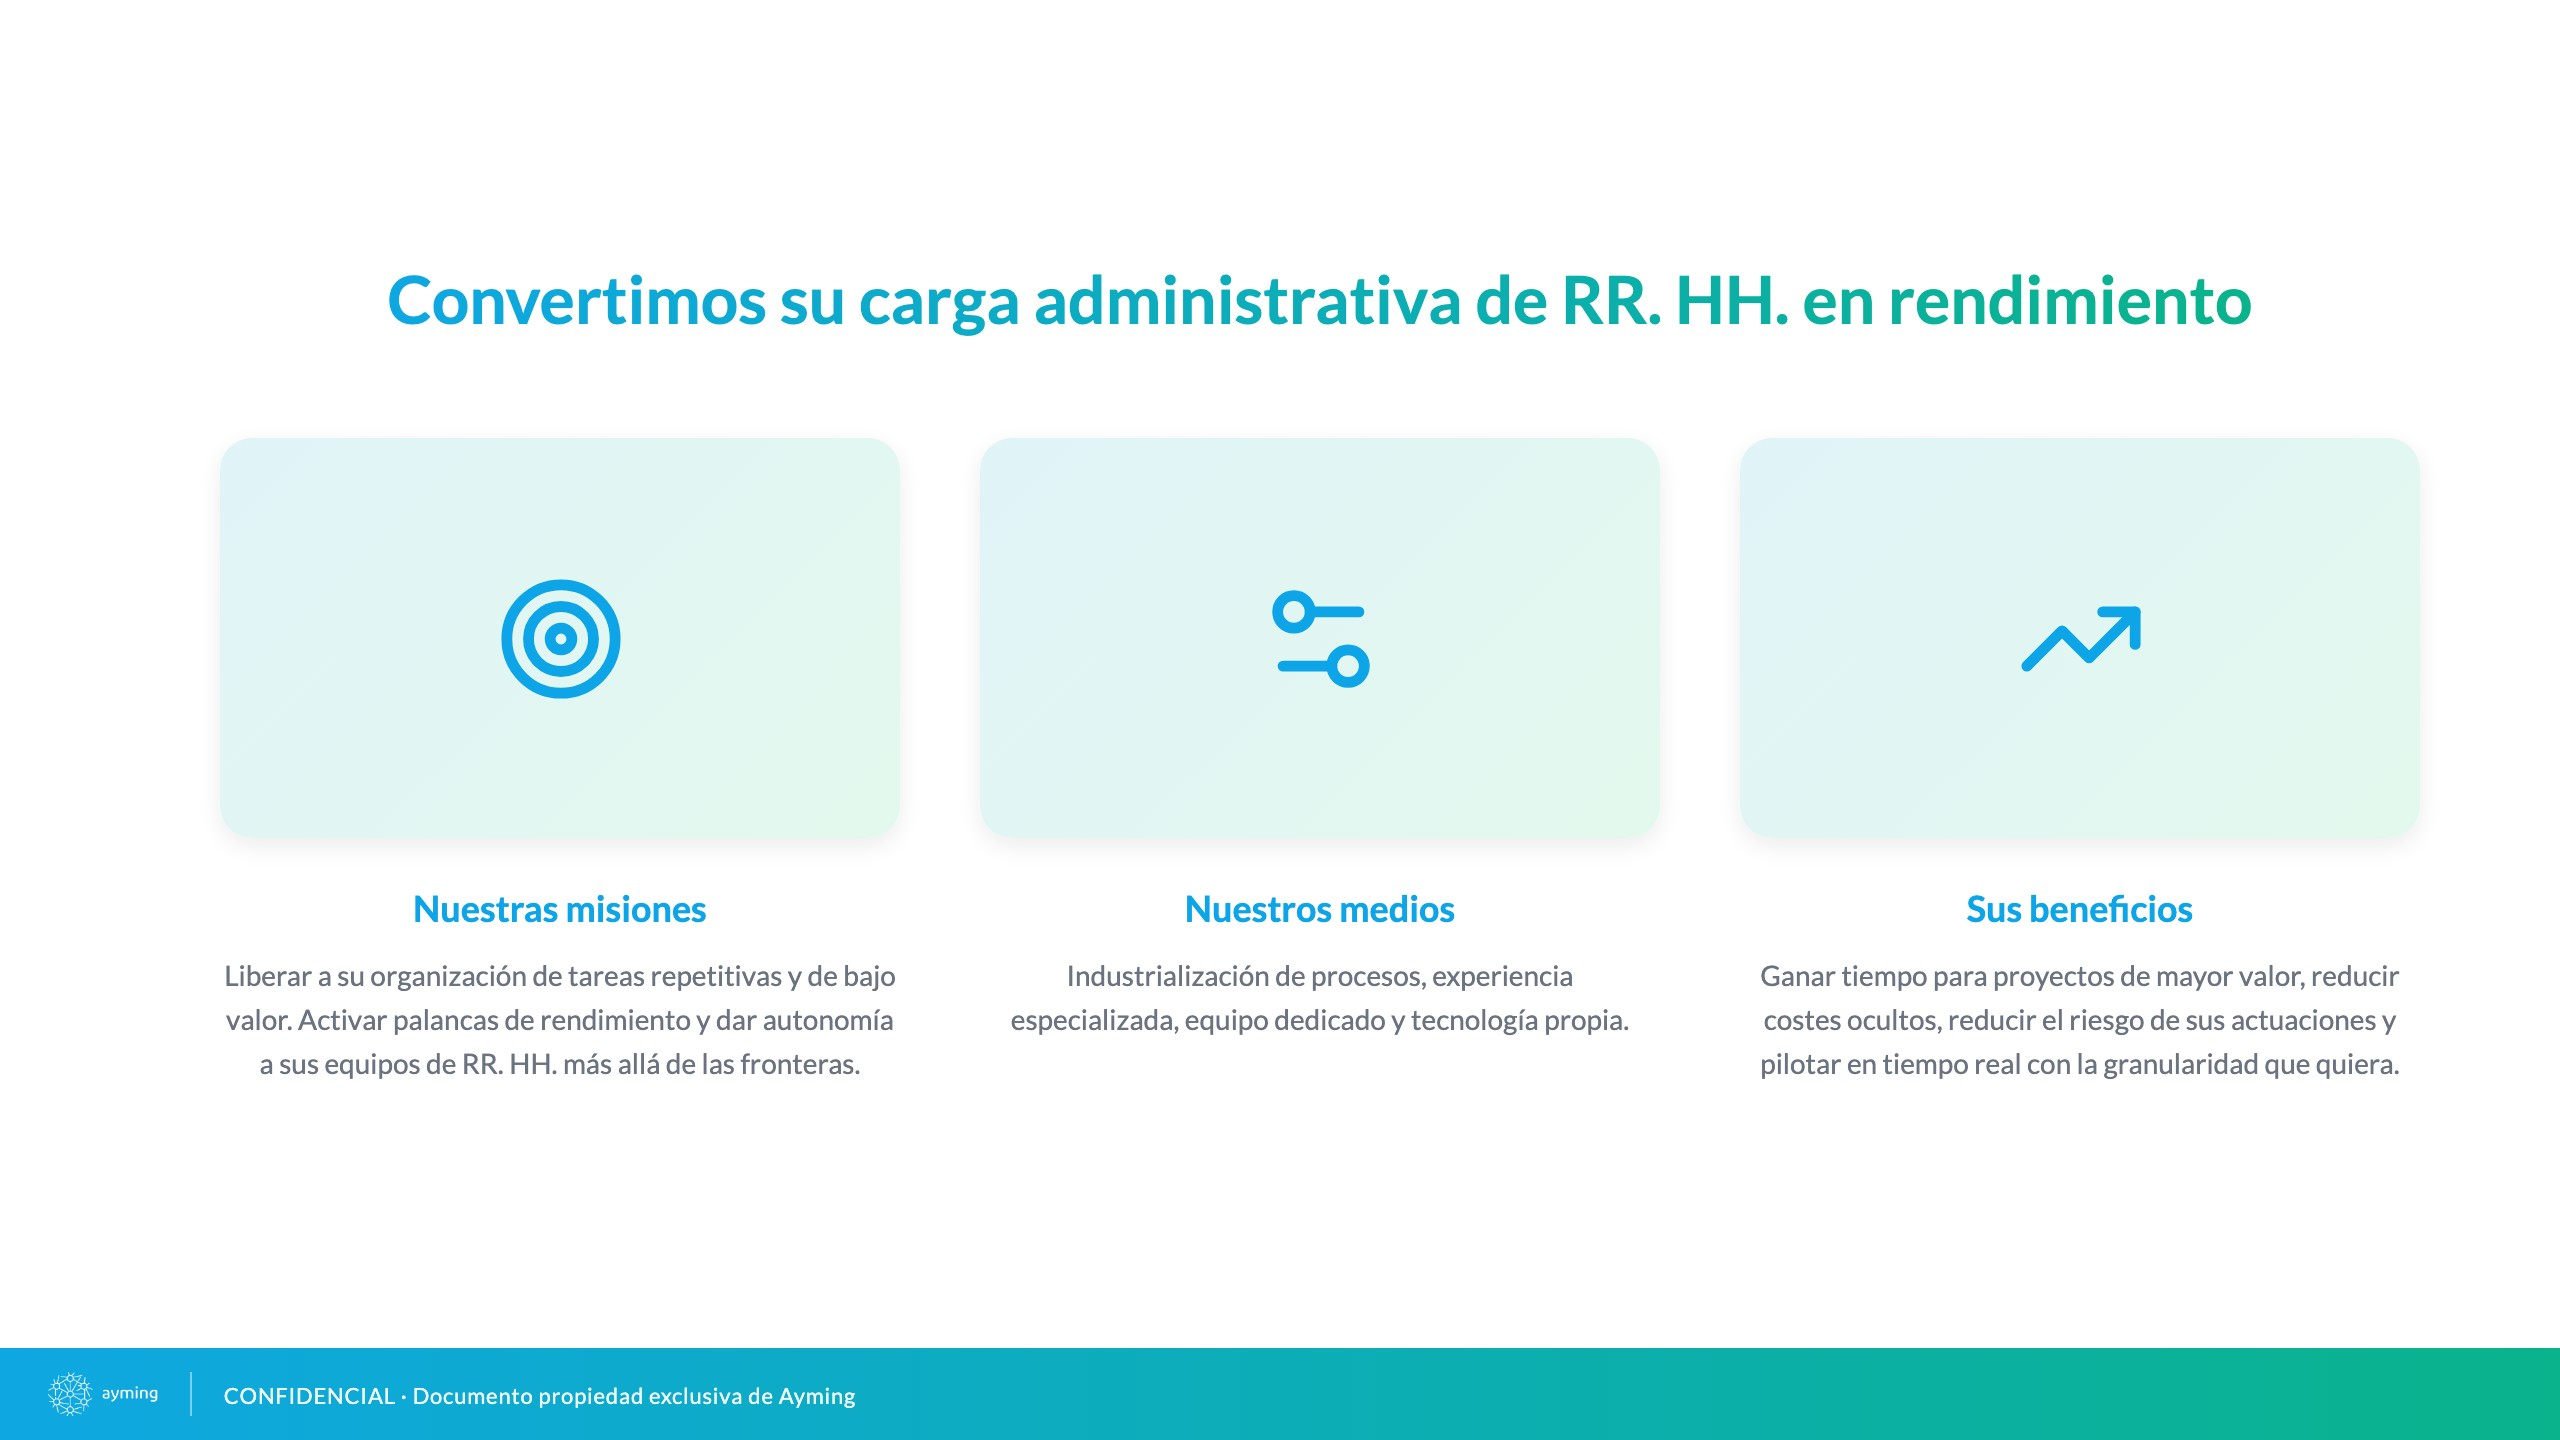 Convertimos su carga administrativa de RR. HH. en rendimiento
Nuestras misiones
Liberar a su organización de tareas repetitivas y de bajo
valor. Activar palancas de rendimiento y dar autonomía
a sus equipos de RR. HH. más allá de las fronteras.
Nuestros medios
Industrialización de procesos, experiencia
especializada, equipo dedicado y tecnología propia.
Sus beneficios
Ganar tiempo para proyectos de mayor valor, reducir
costes ocultos, reducir el riesgo de sus actuaciones y
pilotar en tiempo real con la granularidad que quiera.
ayming
CONFIDENCIAL · Documento propiedad exclusiva de Ayming